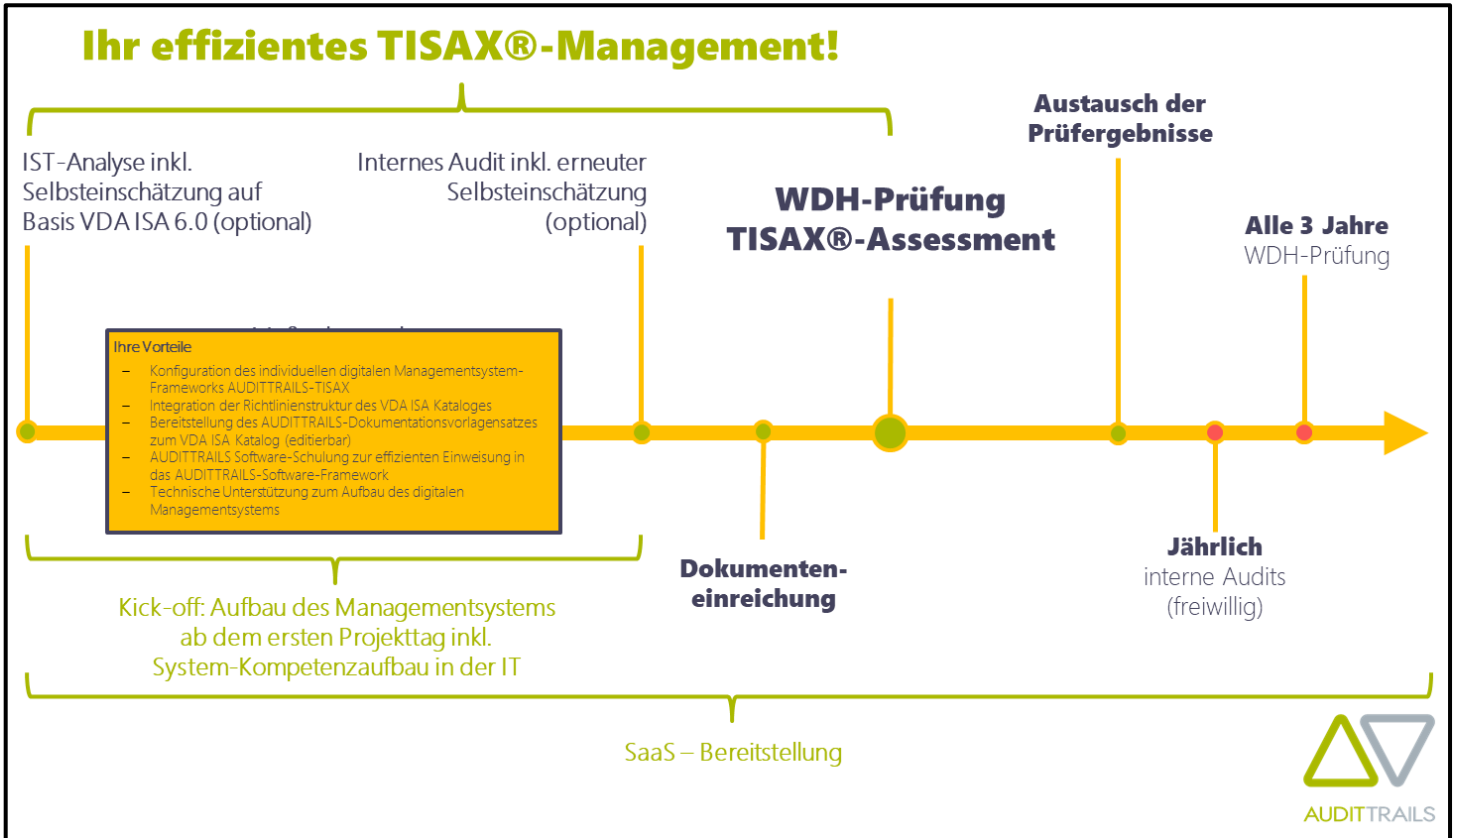 Ihr effizientes TISAX®-Management!
IST-Analyse inkl.
Selbsteinschätzung auf
Basis VDA ISA 6.0 (optional)
Internes Audit inkl. erneuter
Selbsteinschätzung
(optional)
WDH-Prüfung
TISAX®-Assessment
Austausch der
Prüfergebnisse
Alle 3 Jahre
WDH-Prüfung
Ihre Vorteile
– Konfiguration des individuellen digitalen Managementsystem-
Frameworks AUDITTRAILS-TISAX
– Integration der Richtlinienstruktur des VDA ISA Kataloges
– Bereitstellung des AUDITTRAILS-Dokumentationsvorlagensatzes
zum VDA ISA Katalog (editierbar)
– AUDITTRAILS Software-Schulung zur effizienten Einweisung in
das AUDITTRAILS-Software-Framework
– Technische Unterstützung zum Aufbau des digitalen
Managementsystems
Dokumenten-
einreichung
Jährlich
interne Audits
(freiwillig)
Kick-off: Aufbau des Managementsystems
ab dem ersten Projekttag inkl.
System-Kompetenzaufbau in der IT
SaaS – Bereitstellung
AUDITTRAILS